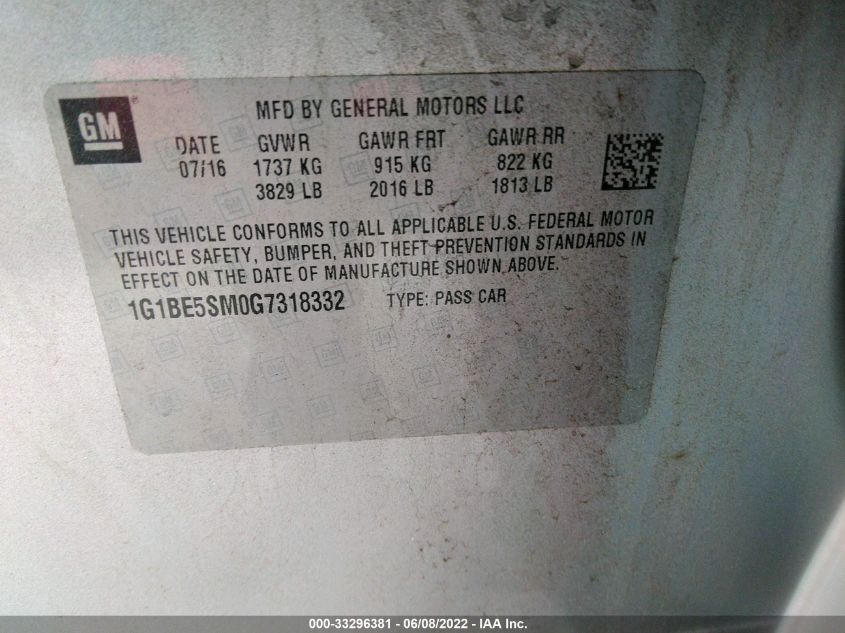 GM
MFD BY GENERAL MOTORS LLC
DATE GVWR GAWR FRT GAWR RR
07/16 1737 KG 915 KG 822 KG
3829 LB 2016 LB 1813 LB
THIS VEHICLE CONFORMS TO ALL APPLICABLE U.S. FEDERAL MOTOR
VEHICLE SAFETY, BUMPER, AND THEFT PREVENTION STANDARDS IN
EFFECT ON THE DATE OF MANUFACTURE SHOWN ABOVE.
1G1BE5SM0G7318332 TYPE: PASS CAR
000-33296381 - 06/08/2022 - IAA Inc.